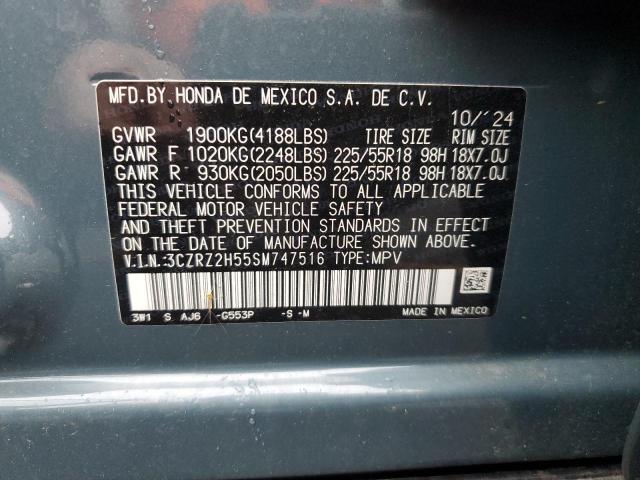 MFD.BY HONDA DE MEXICO S.A. DE C.V.
10/'24
GVWR 1900KG(4188LBS) TIRE SIZE RIM SIZE
GAWR F 1020KG(2248LBS) 225/55R18 98H 18X7.0J
GAWR R 930KG(2050LBS) 225/55R18 98H 18X7.0J
THIS VEHICLE CONFORMS TO ALL APPLICABLE
FEDERAL MOTOR VEHICLE SAFETY
AND THEFT PREVENTION STANDARDS IN EFFECT
ON THE DATE OF MANUFACTURE SHOWN ABOVE.
V.I.N.:3CZRZ2H55SM747516 TYPE:MPV
3W1 S AJ6 -G553P -S-M MADE IN MEXICO